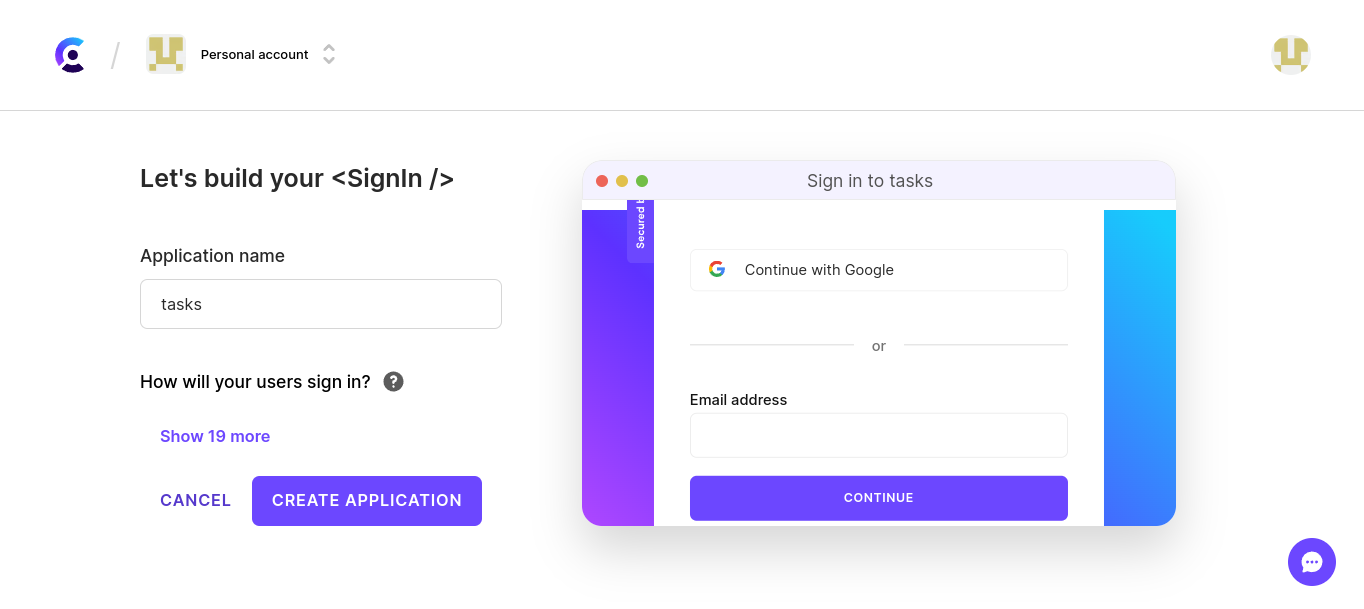 Personal account
Let's build your <SignIn />
Application name
tasks
How will your users sign in?
Show 19 more
CANCEL
CREATE APPLICATION
Sign in to tasks
Secured
Continue with Google
or
Email address
CONTINUE